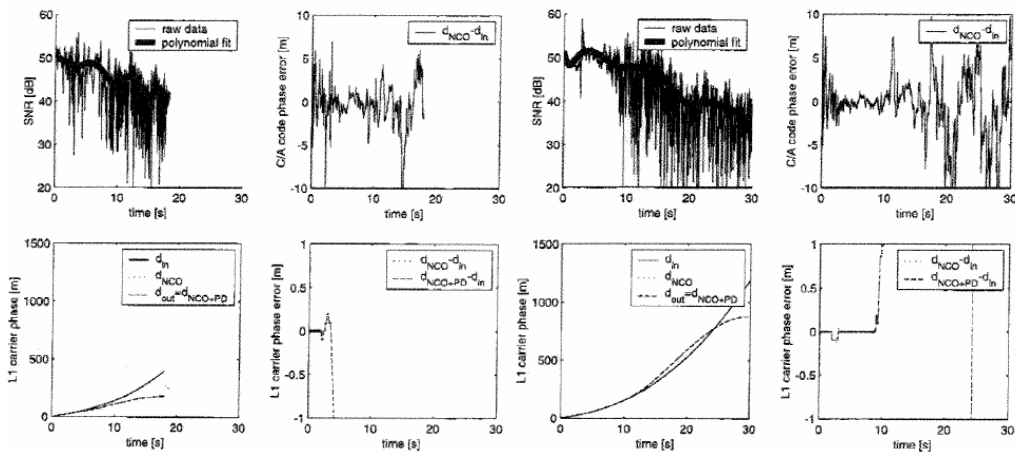 60
50
40
30
20
SNR [dB]
raw data
polynomial fit
0 10 20 30
time [s]
10
5
0
-5
-10
C/A code phase error [m]
d_NCO-d_in
0 10 20 30
time [s]
60
50
40
30
20
SNR [dB]
raw data
polynomial fit
0 10 20 30
time [s]
10
5
0
-5
-10
C/A code phase error [m]
d_NCO-d_in
0 10 20 30
time [s]
1500
1000
500
0
L1 carrier phase [m]
d_in
d_NCO
d_out=d_NCO+PD
0 10 20 30
time [s]
1
0.5
0
-0.5
-1
L1 carrier phase error [m]
d_NCO-d_in
d_NCO+PD-d_in
0 10 20 30
time [s]
1500
1000
500
0
L1 carrier phase [m]
d_in
d_NCO
d_out=d_NCO+PD
0 10 20 30
time [s]
1
0.5
0
-0.5
-1
L1 carrier phase error [m]
d_NCO-d_in
d_NCO+PD-d_in
0 10 20 30
time [s]